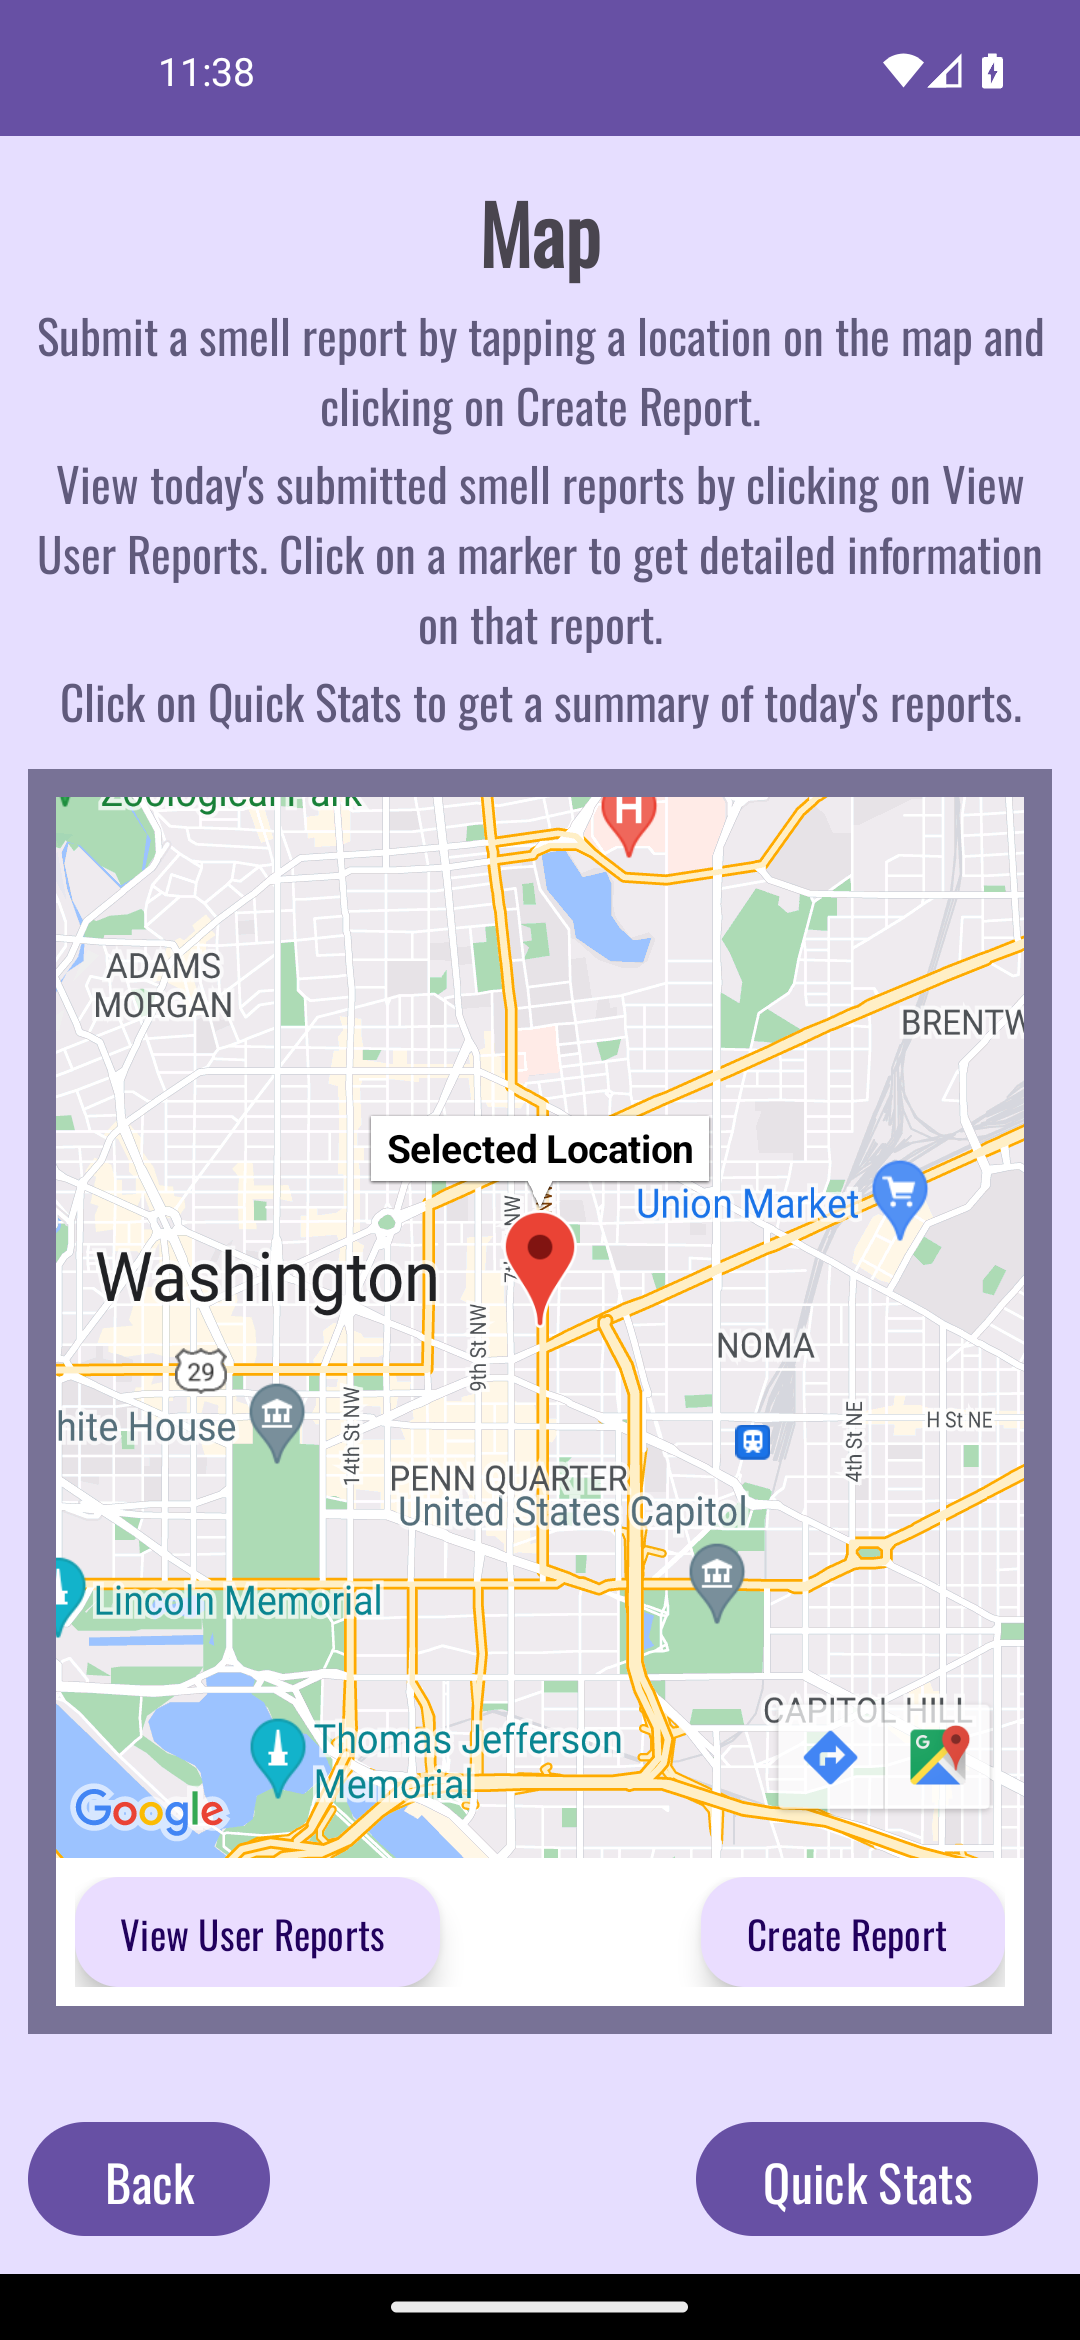 11:38
Map
Submit a smell report by tapping a location on the map and
clicking on Create Report.
View today's submitted smell reports by clicking on View
User Reports. Click on a marker to get detailed information
on that report.
Click on Quick Stats to get a summary of today's reports.
Zoological Park
H
ADAMS
MORGAN
BRENTW
Selected Location
NW
Union Market
Washington
9th St NW
NOMA
29
hite House
14th St NW
4th St NE
H St NE
PENN QUARTER
United States Capitol
Lincoln Memorial
CAPITOL HILL
Thomas Jefferson
Memorial
G
Google
View User Reports
Create Report
Back
Quick Stats